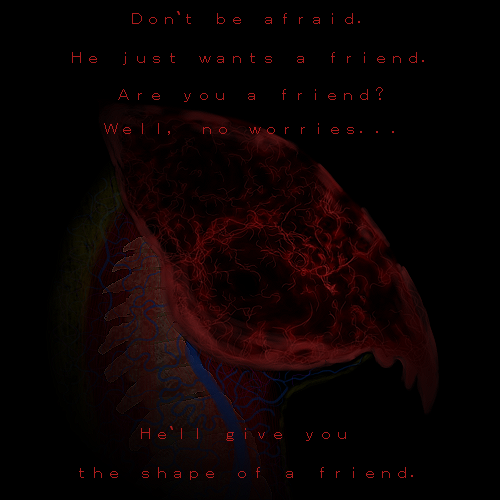 Don't be afraid.
He just wants a friend.
Are you a friend?
Well, no worries...
He'll give you
the shape of a friend.